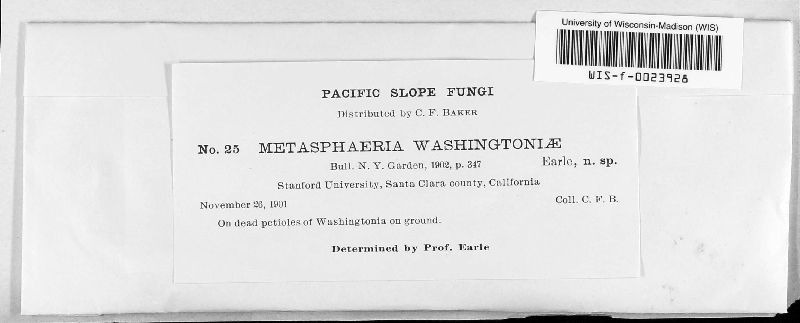 University of Wisconsin-Madison (WIS)
WIS-f-0023928
PACIFIC SLOPE FUNGI
Distributed by C. F. BAKER
No. 25 METASPHAERIA WASHINGTONIÆ
Bull. N. Y. Garden, 1902, p. 347 Earle, n. sp.
Stanford University, Santa Clara county, California
November 26, 1901 Coll. C. F. B.
On dead petioles of Washingtonia on ground.
Determined by Prof. Earle